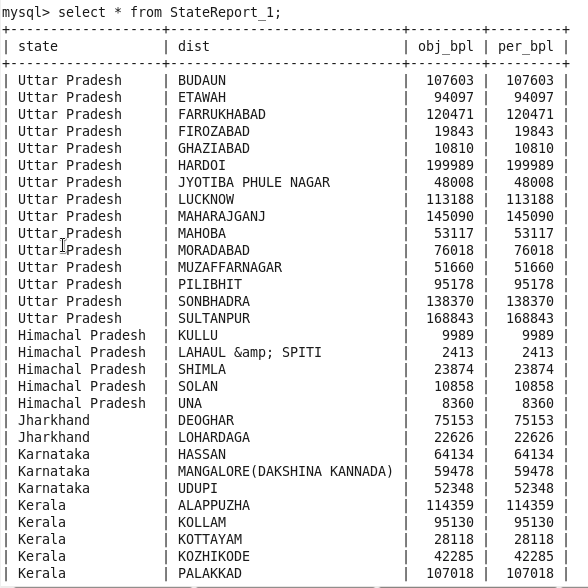 mysql> select * from StateReport_1;
+-------------------+-----------------------------+---------+---------+
| state             | dist                        | obj_bpl | per_bpl |
+-------------------+-----------------------------+---------+---------+
| Uttar Pradesh     | BUDAUN                      |  107603 |  107603 |
| Uttar Pradesh     | ETAWAH                      |   94097 |   94097 |
| Uttar Pradesh     | FARRUKHABAD                 |  120471 |  120471 |
| Uttar Pradesh     | FIROZABAD                   |   19843 |   19843 |
| Uttar Pradesh     | GHAZIABAD                   |   10810 |   10810 |
| Uttar Pradesh     | HARDOI                      |  199989 |  199989 |
| Uttar Pradesh     | JYOTIBA PHULE NAGAR         |   48008 |   48008 |
| Uttar Pradesh     | LUCKNOW                     |  113188 |  113188 |
| Uttar Pradesh     | MAHARAJGANJ                 |  145090 |  145090 |
| Uttar Pradesh     | MAHOBA                      |   53117 |   53117 |
| Uttar Pradesh     | MORADABAD                   |   76018 |   76018 |
| Uttar Pradesh     | MUZAFFARNAGAR               |   51660 |   51660 |
| Uttar Pradesh     | PILIBHIT                    |   95178 |   95178 |
| Uttar Pradesh     | SONBHADRA                   |  138370 |  138370 |
| Uttar Pradesh     | SULTANPUR                   |  168843 |  168843 |
| Himachal Pradesh  | KULLU                       |    9989 |    9989 |
| Himachal Pradesh  | LAHAUL &amp; SPITI          |    2413 |    2413 |
| Himachal Pradesh  | SHIMLA                      |   23874 |   23874 |
| Himachal Pradesh  | SOLAN                       |   10858 |   10858 |
| Himachal Pradesh  | UNA                         |    8360 |    8360 |
| Jharkhand         | DEOGHAR                     |   75153 |   75153 |
| Jharkhand         | LOHARDAGA                   |   22626 |   22626 |
| Karnataka         | HASSAN                      |   64134 |   64134 |
| Karnataka         | MANGALORE(DAKSHINA KANNADA) |   59478 |   59478 |
| Karnataka         | UDUPI                       |   52348 |   52348 |
| Kerala            | ALAPPUZHA                   |  114359 |  114359 |
| Kerala            | KOLLAM                      |   95130 |   95130 |
| Kerala            | KOTTAYAM                    |   28118 |   28118 |
| Kerala            | KOZHIKODE                   |   42285 |   42285 |
| Kerala            | PALAKKAD                    |  107018 |  107018 |